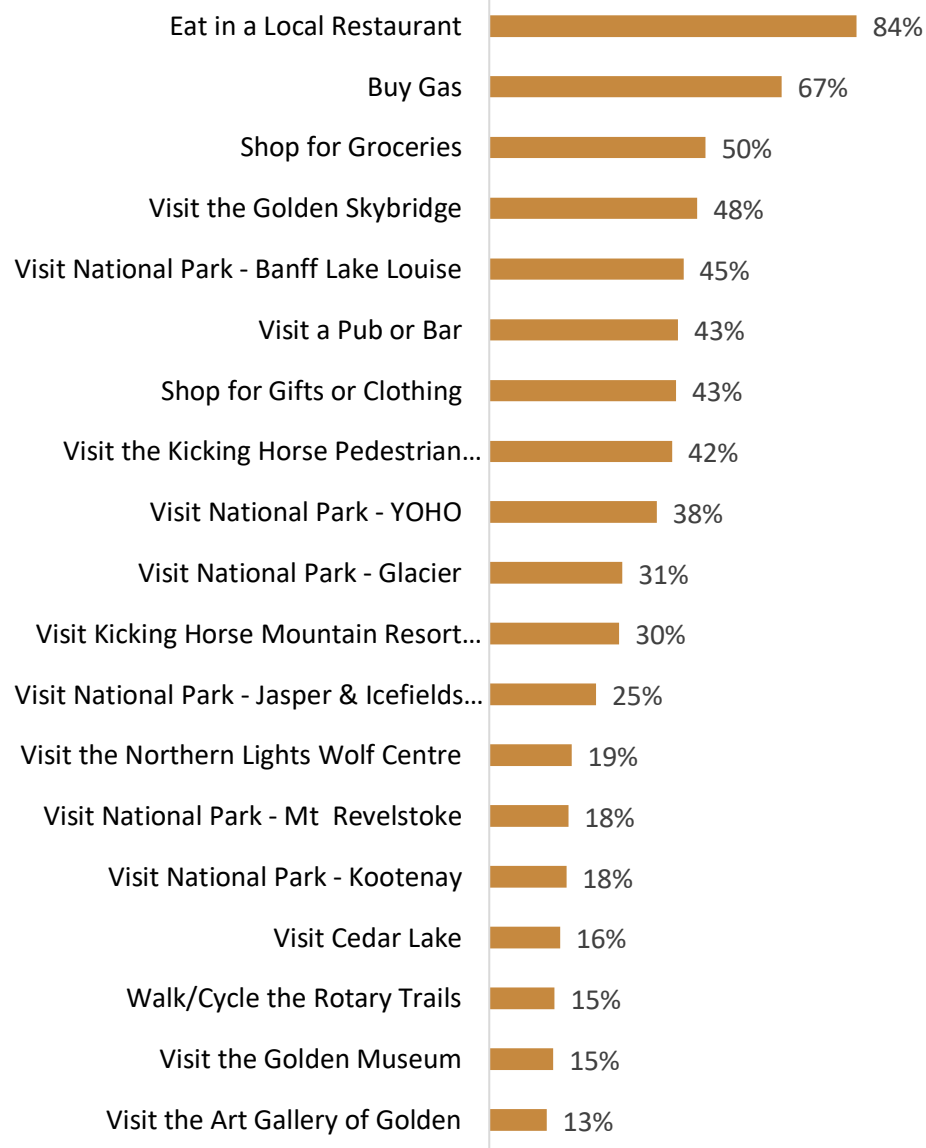 Eat in a Local Restaurant 84%
Buy Gas 67%
Shop for Groceries 50%
Visit the Golden Skybridge 48%
Visit National Park - Banff Lake Louise 45%
Visit a Pub or Bar 43%
Shop for Gifts or Clothing 43%
Visit the Kicking Horse Pedestrian... 42%
Visit National Park - YOHO 38%
Visit National Park - Glacier 31%
Visit Kicking Horse Mountain Resort... 30%
Visit National Park - Jasper & Icefields... 25%
Visit the Northern Lights Wolf Centre 19%
Visit National Park - Mt  Revelstoke 18%
Visit National Park - Kootenay 18%
Visit Cedar Lake 16%
Walk/Cycle the Rotary Trails 15%
Visit the Golden Museum 15%
Visit the Art Gallery of Golden 13%